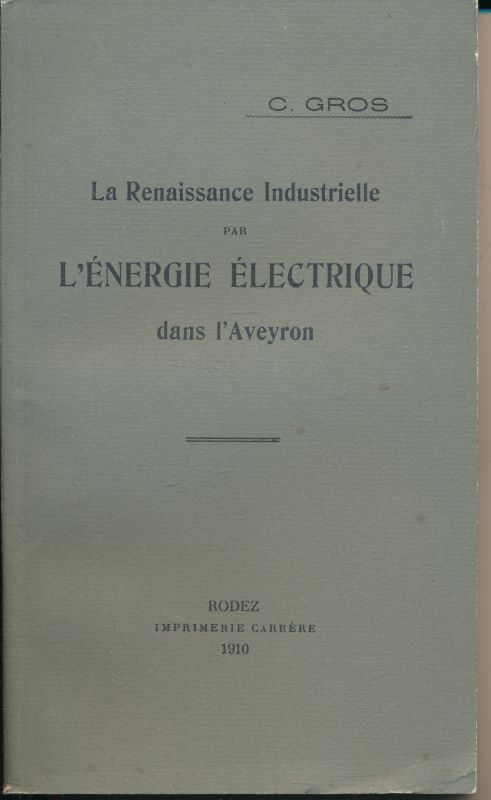 C. GROS
La Renaissance Industrielle
PAR
L'ÉNERGIE ÉLECTRIQUE
dans l'Aveyron
RODEZ
IMPRIMERIE CARRÈRE
1910